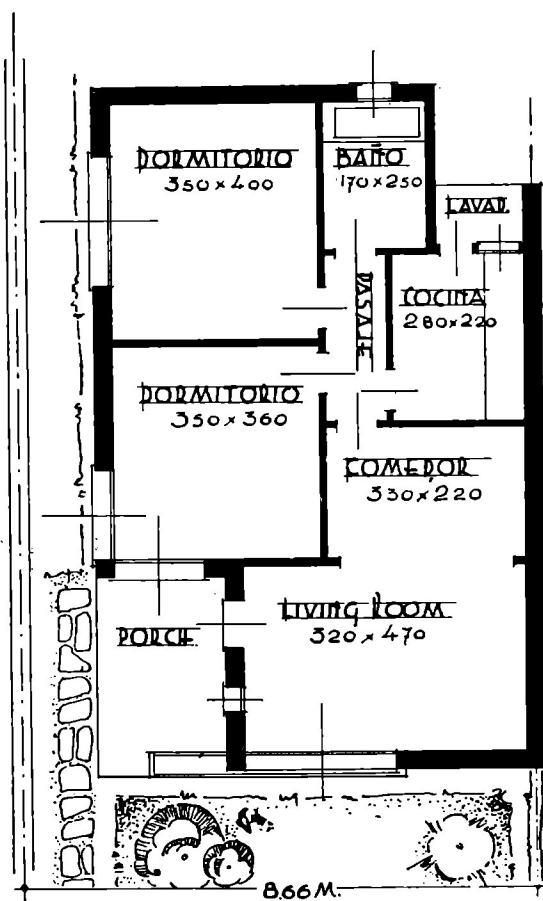 DORMITORIO
350 x 400
BAÑO
170 x 250
LAVAD.
PASAJE
COCINA
280 x 220
DORMITORIO
350 x 360
COMEDOR
330 x 220
LIVING ROOM
320 x 470
PORCH
8.66 M.